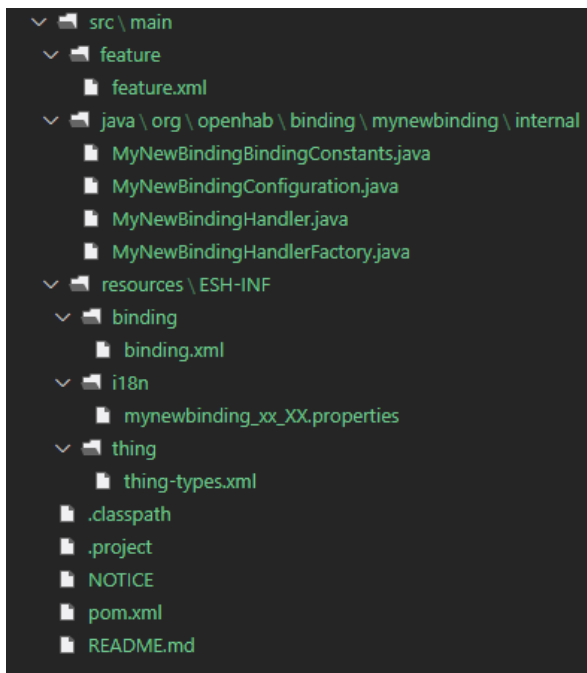 src \ main
feature
feature.xml
java \ org \ openhab \ binding \ mynewbinding \ internal
MyNewBindingBindingConstants.java
MyNewBindingConfiguration.java
MyNewBindingHandler.java
MyNewBindingHandlerFactory.java
resources \ ESH-INF
binding
binding.xml
i18n
mynewbinding_xx_XX.properties
thing
thing-types.xml
.classpath
.project
NOTICE
pom.xml
README.md